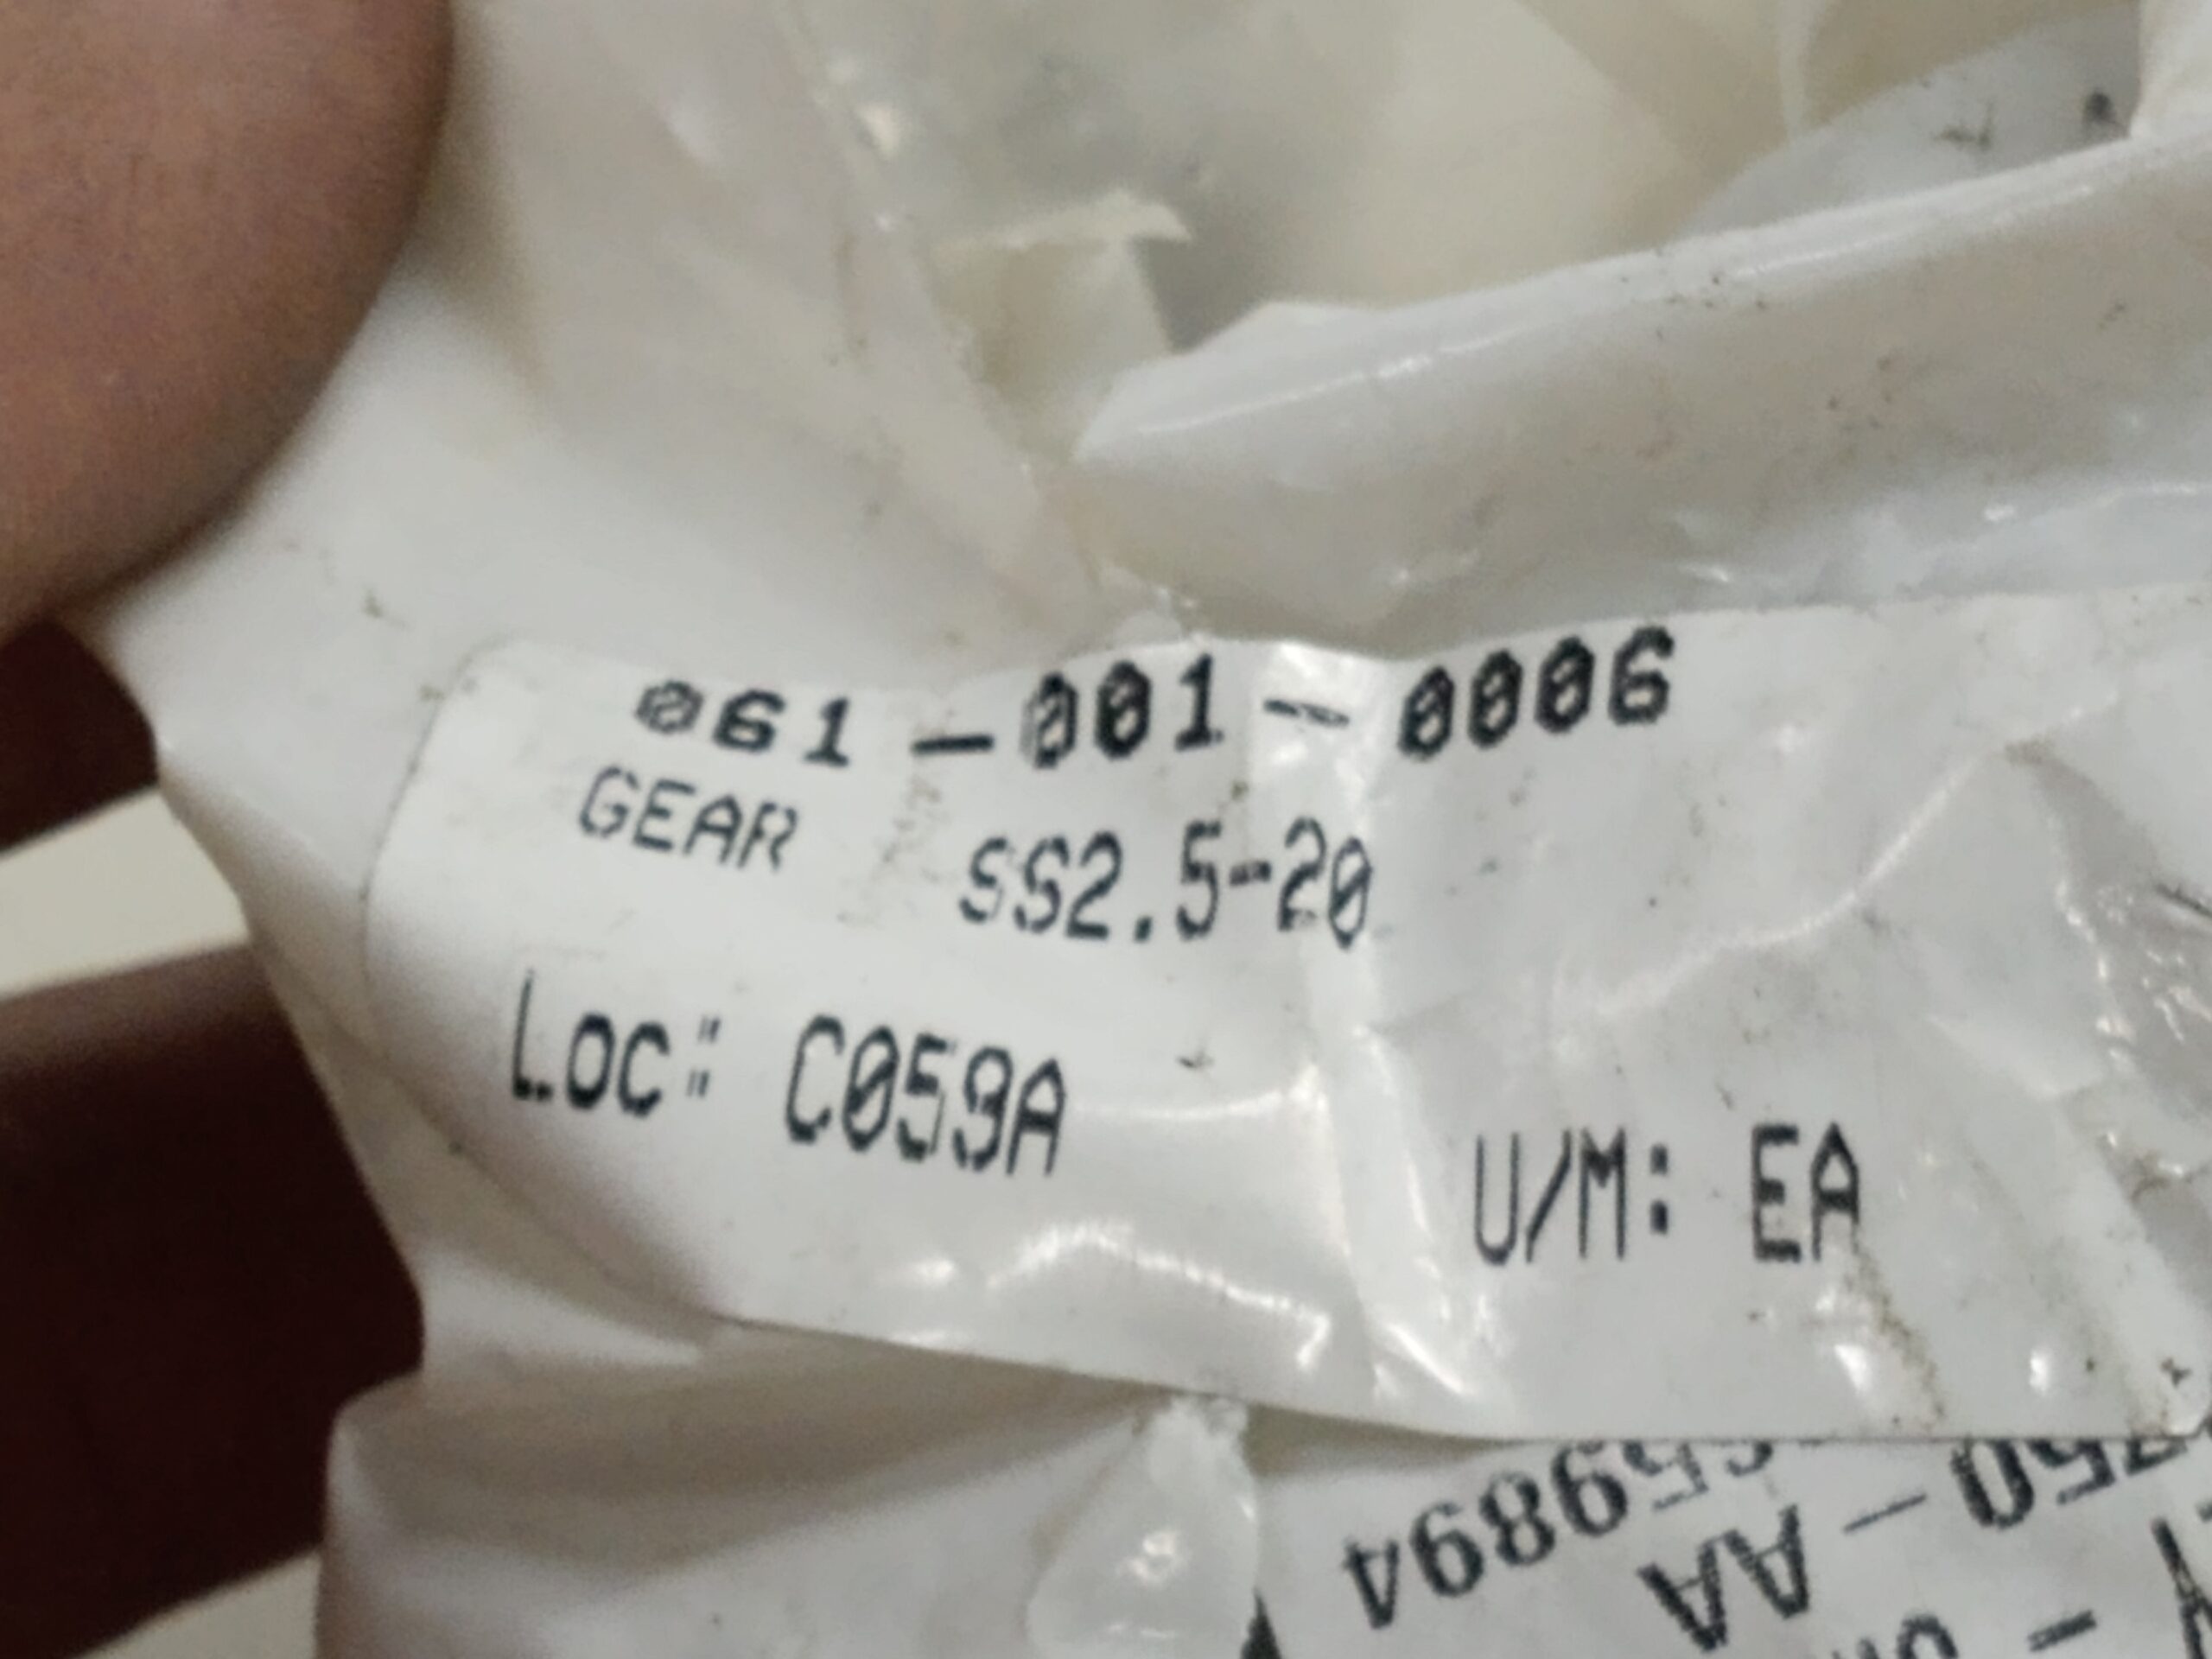 061-001-0006
GEAR SS2.5-20
Loc: C059A
U/M: EA